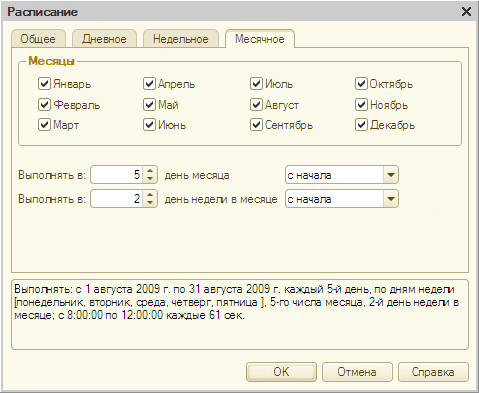 Расписание
Общее Дневное Недельное Месячное
Месяцы
Январь Апрель Июль Октябрь
Февраль Май Август Ноябрь
Март Июнь Сентябрь Декабрь
Выполнять в: 5 день месяца с начала
Выполнять в: 2 день недели в месяце с начала
Выполнять: с 1 августа 2009 г. по 31 августа 2009 г. каждый 5-й день, по дням недели
[понедельник, вторник, среда, четверг, пятница ], 5-го числа месяца, 2-й день недели в
месяце; с 8:00:00 по 12:00:00 каждые 61 сек.
OK Отмена Справка